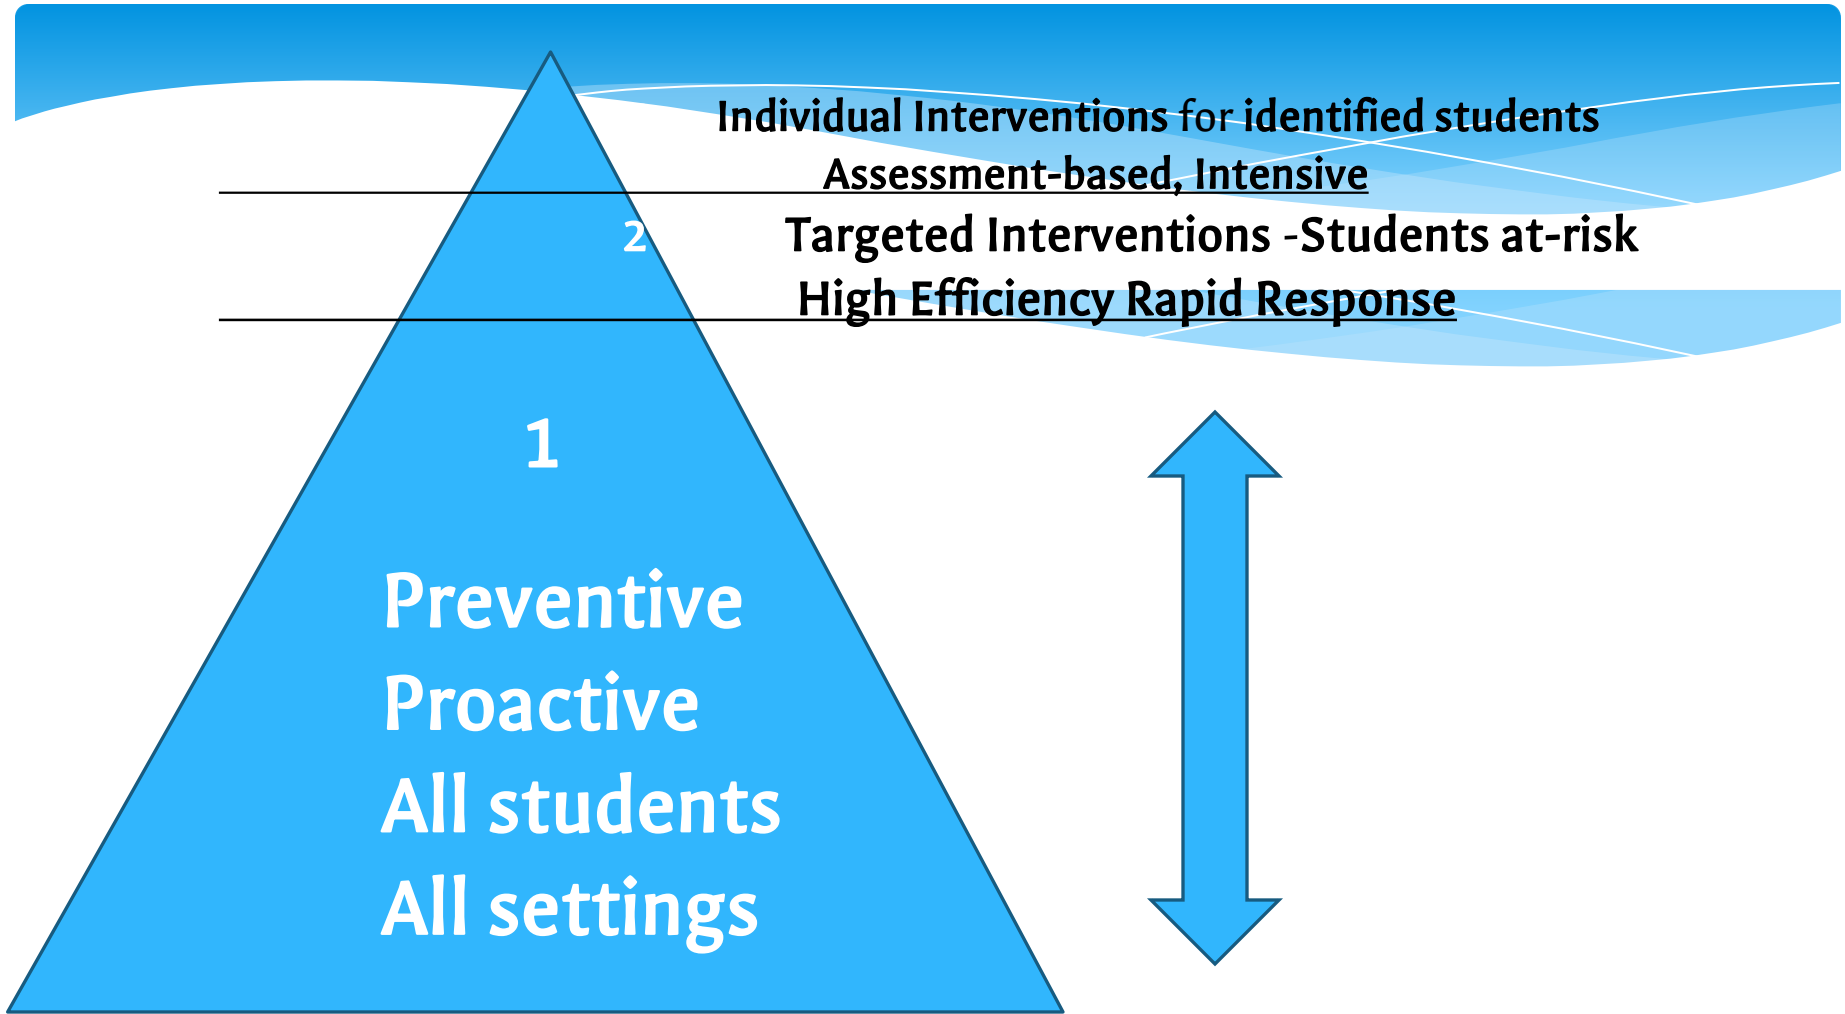 Individual Interventions for identified students
Assessment-based, Intensive
2
Targeted Interventions -Students at-risk
High Efficiency Rapid Response
1
Preventive
Proactive
All students
All settings